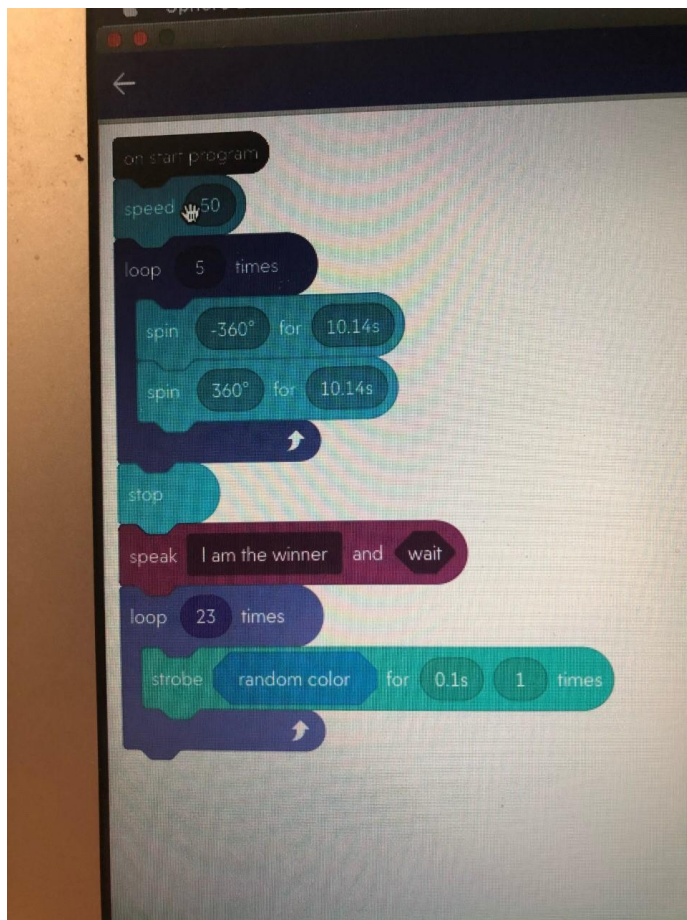 on start program
speed 50
loop 5 times
spin -360° for 10.14s
spin 360° for 10.14s
stop
speak I am the winner and wait
loop 23 times
strobe random color for 0.1s 1 times